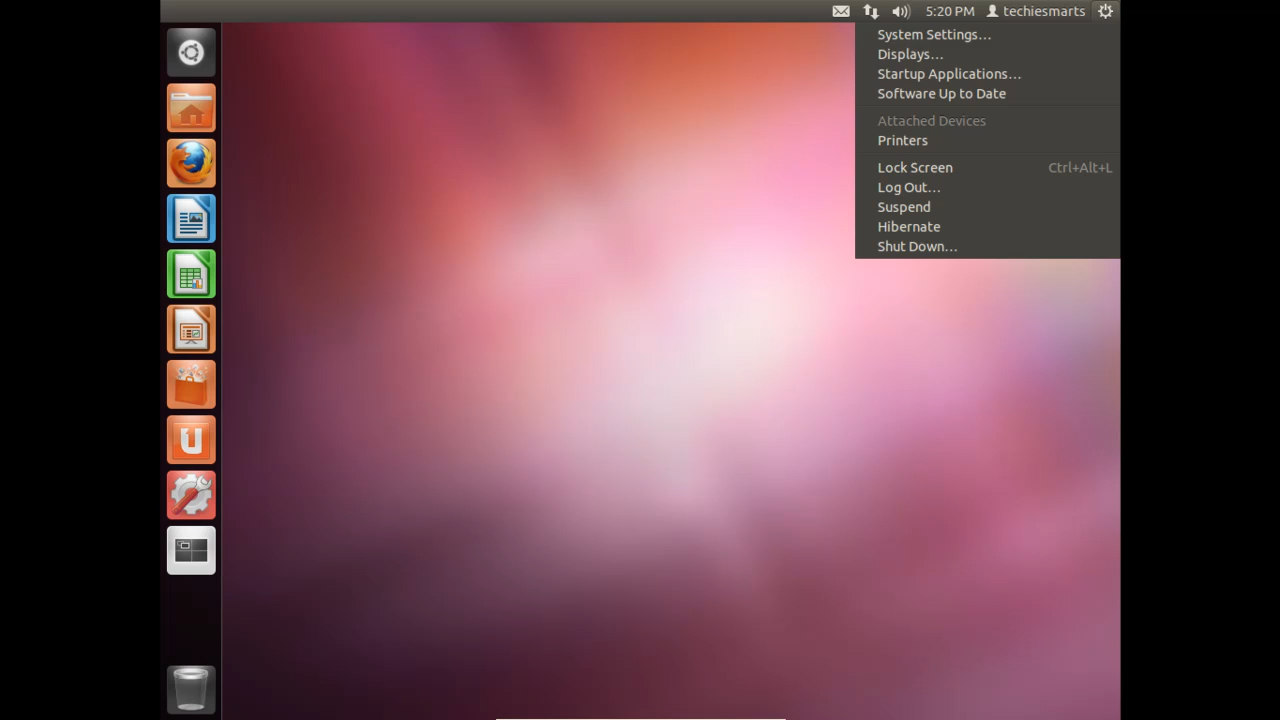 5:20 PM techiesmarts
System Settings...
Displays...
Startup Applications...
Software Up to Date
Attached Devices
Printers
Lock Screen Ctrl+Alt+L
Log Out...
Suspend
Hibernate
Shut Down...